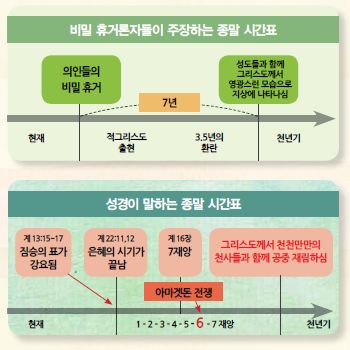 비밀 휴거론자들이 주장하는 종말 시간표
의인들의
비밀 휴거
성도들과 함께
그리스도께서
영광스런 모습으로
지상에 나타나심
7년
현재
적그리스도
출현
3.5년의
환란
천년기
성경이 말하는 종말 시간표
계 13:15-17
짐승의 표가
강요됨
계 22:11,12
은혜의 시기가
끝남
계 16장
7재앙
그리스도께서 천천만만의
천사들과 함께 공중 재림하심
아마겟돈 전쟁
현재
1 - 2 - 3 - 4 - 5 - 6 - 7 재앙
천년기